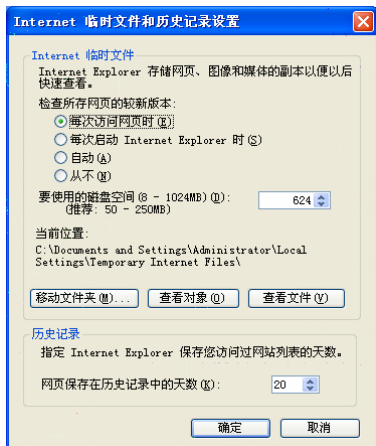 Internet 临时文件和历史记录设置
Internet 临时文件
Internet Explorer 存储网页、图像和媒体的副本以便以后
快速查看。
检查所存网页的较新版本:
每次访问网页时(E)
每次启动 Internet Explorer 时(S)
自动(A)
从不(N)
要使用的磁盘空间(8 - 1024MB)(D): 624
(推荐: 50 - 250MB)
当前位置:
C:\Documents and Settings\Administrator\Local
Settings\Temporary Internet Files\
移动文件夹(M)... 查看对象(O) 查看文件(V)
历史记录
指定 Internet Explorer 保存您访问过网站列表的天数。
网页保存在历史记录中的天数(K): 20
确定 取消